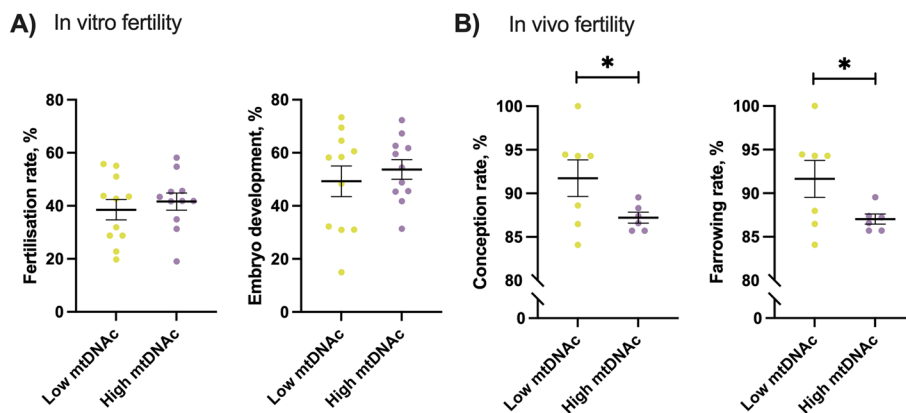 A) In vitro fertility
Fertilisation rate, %
80
60
40
20
0
Low mtDNAc
High mtDNAc
Embryo development, %
80
60
40
20
0
Low mtDNAc
High mtDNAc
B) In vivo fertility
Conception rate, %
100
95
90
85
80
0
*
Low mtDNAc
High mtDNAc
Farrowing rate, %
100
95
90
85
80
0
*
Low mtDNAc
High mtDNAc